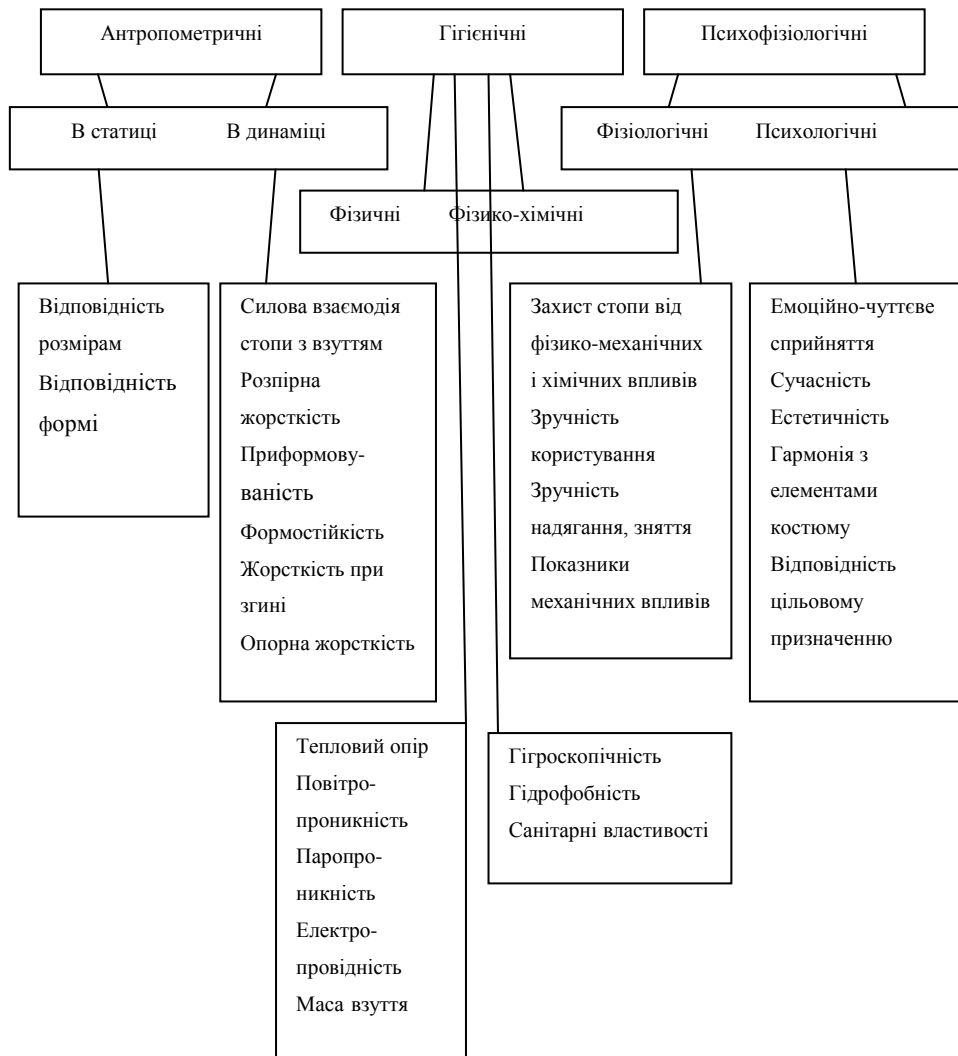 Антропометричні
Гігієнічні
Психофізіологічні
В статиці В динаміці
Фізіологічні Психологічні
Фізичні Фізико-хімічні
Відповідність
розмірам
Відповідність
формі
Силова взаємодія
стопи з взуттям
Розпірна
жорсткість
Приформову-
ваність
Формостійкість
Жорсткість при
згині
Опорна жорсткість
Захист стопи від
фізико-механічних
і хімічних впливів
Зручність
користування
Зручність
надягання, зняття
Показники
механічних впливів
Емоційно-чуттєве
сприйняття
Сучасність
Естетичність
Гармонія з
елементами
костюму
Відповідність
цільовому
призначенню
Тепловий опір
Повітро-
проникність
Паропро-
никність
Електро-
провідність
Маса взуття
Гігроскопічність
Гідрофобність
Санітарні властивості